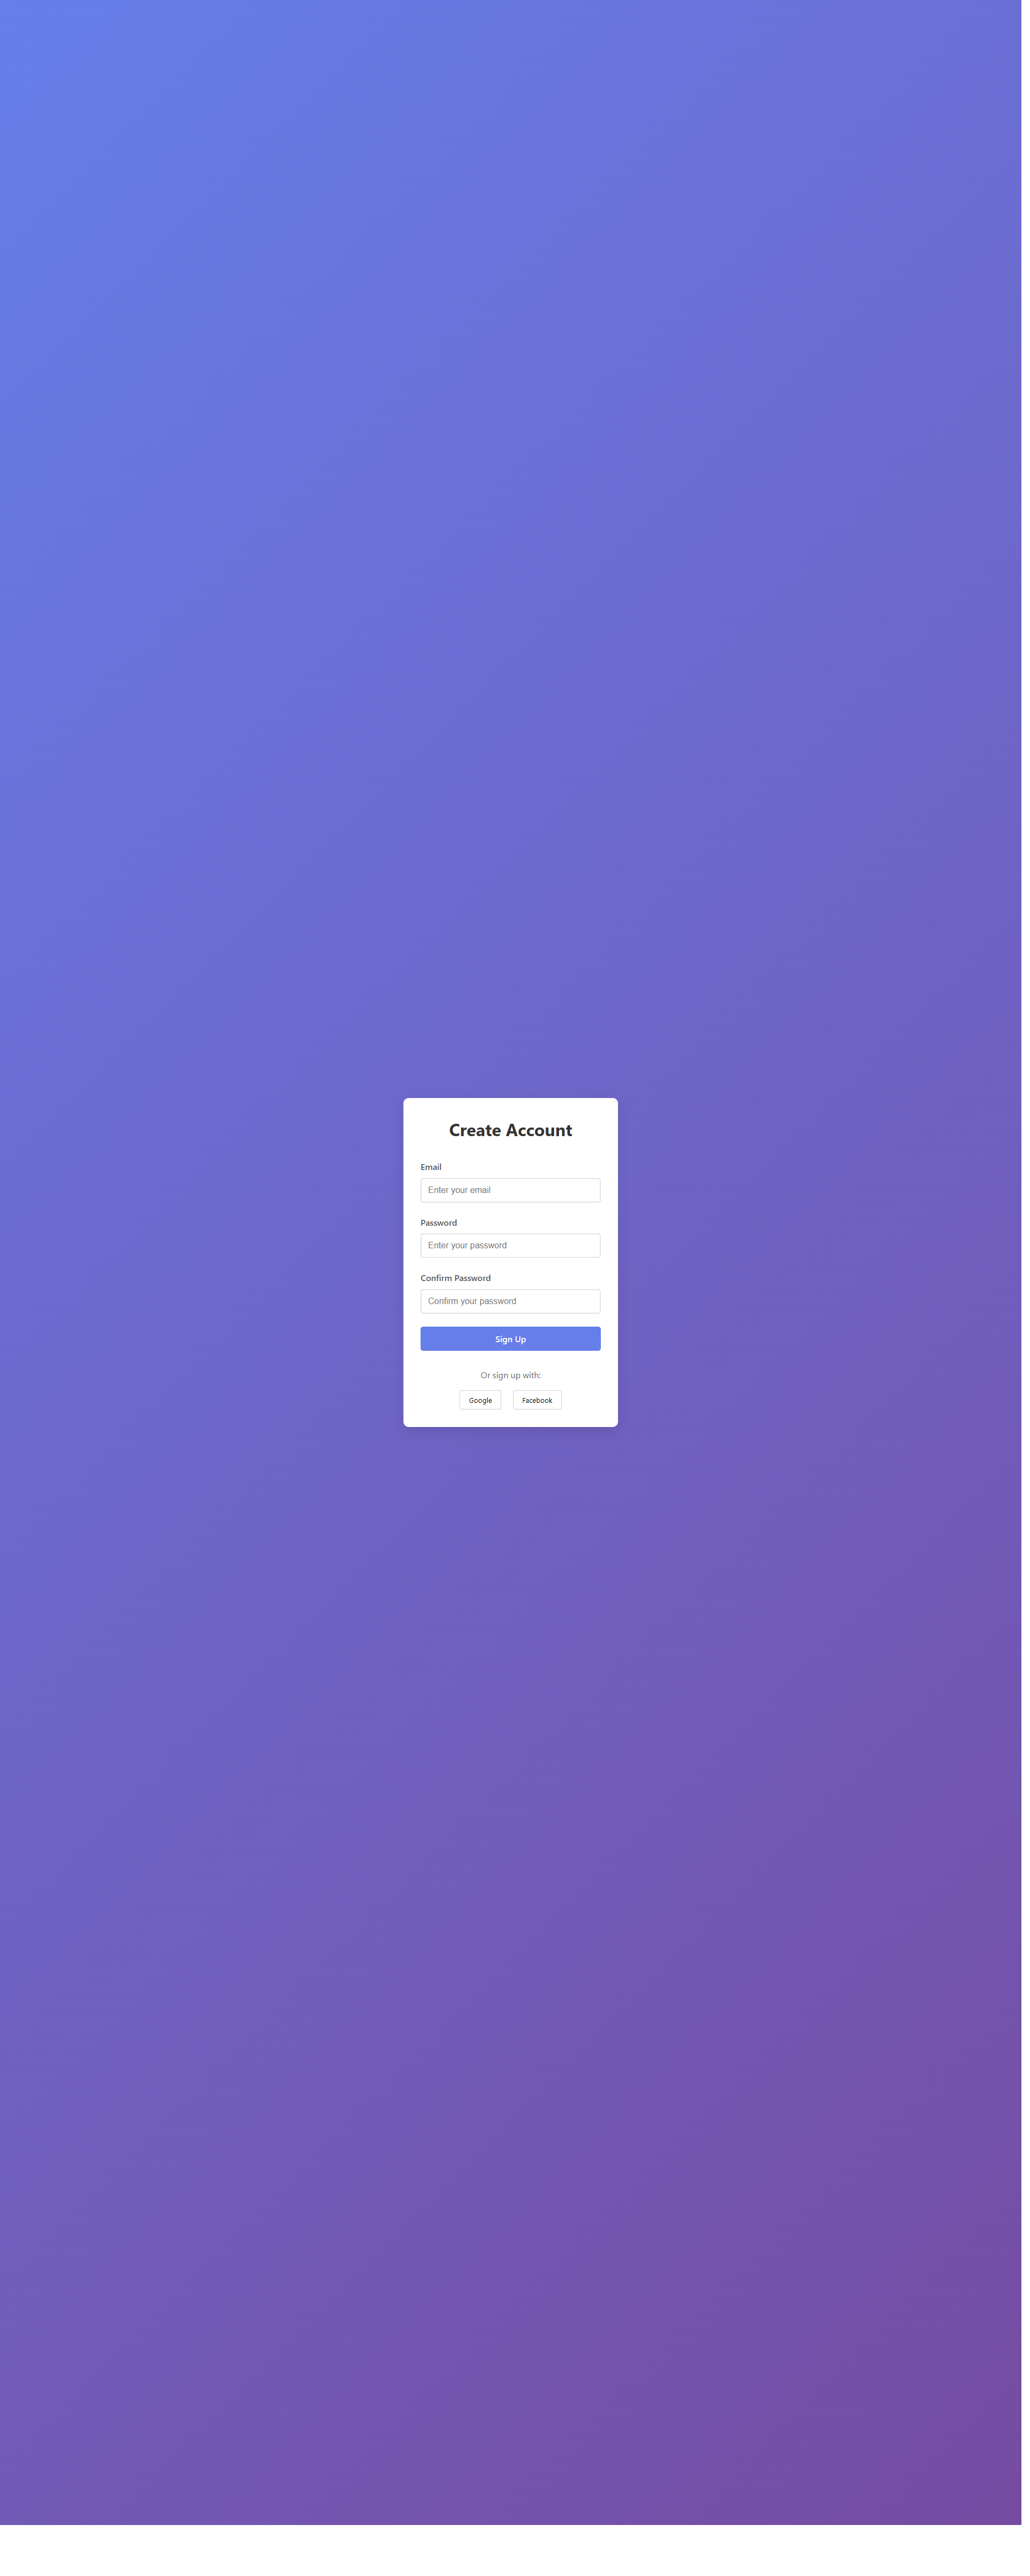 Create Account
Email
Enter your email
Password
Enter your password
Confirm Password
Confirm your password
Sign Up
Or sign up with:
Google Facebook